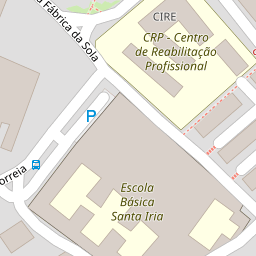 Fábrica da Sola
CIRE
CRP - Centro
de Reabilitação
Profissional
P
orreia
Escola
Básica
Santa Iria